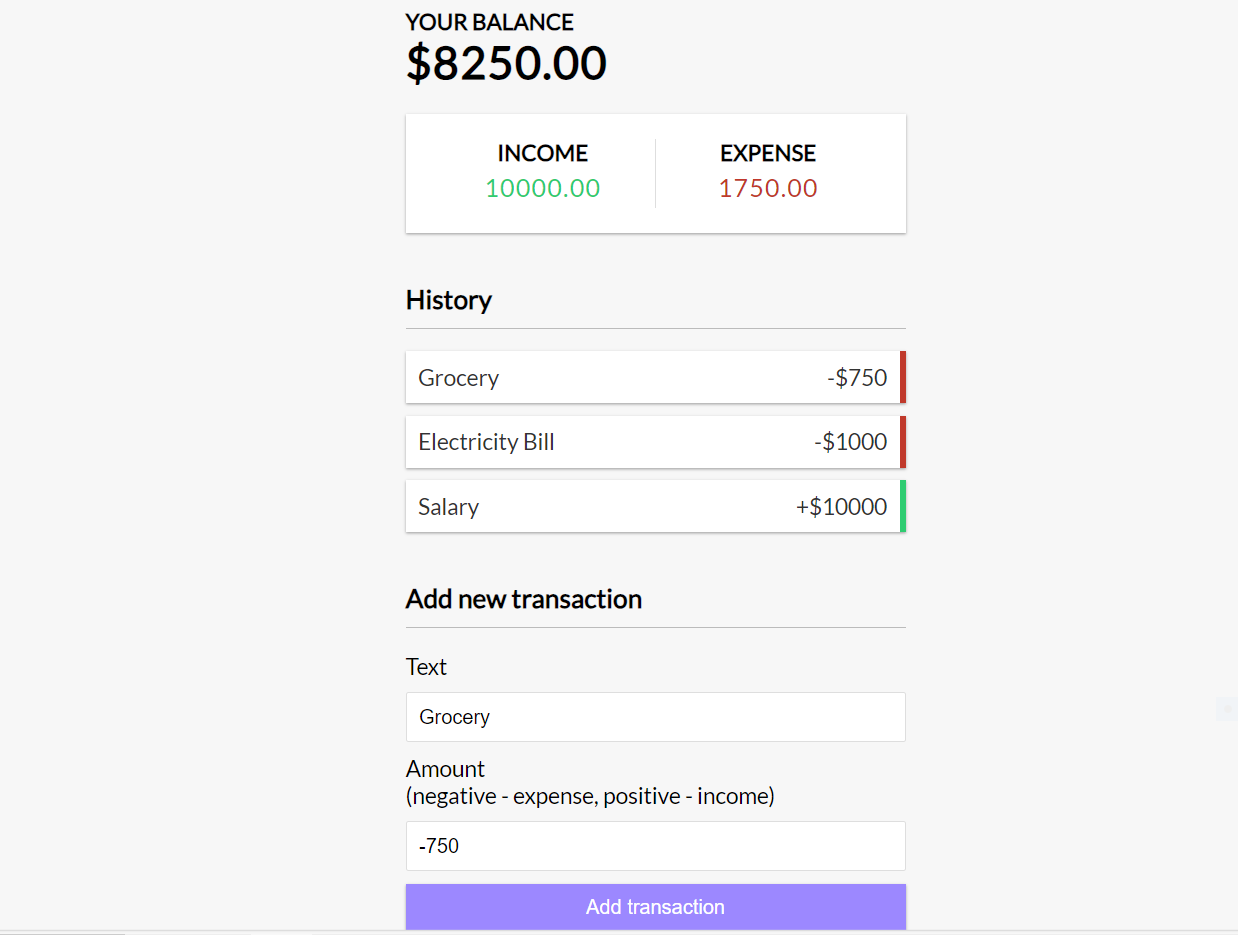 YOUR BALANCE
$8250.00
INCOME
10000.00
EXPENSE
1750.00
History
Grocery -$750
Electricity Bill -$1000
Salary +$10000
Add new transaction
Text
Grocery
Amount
(negative - expense, positive - income)
-750
Add transaction